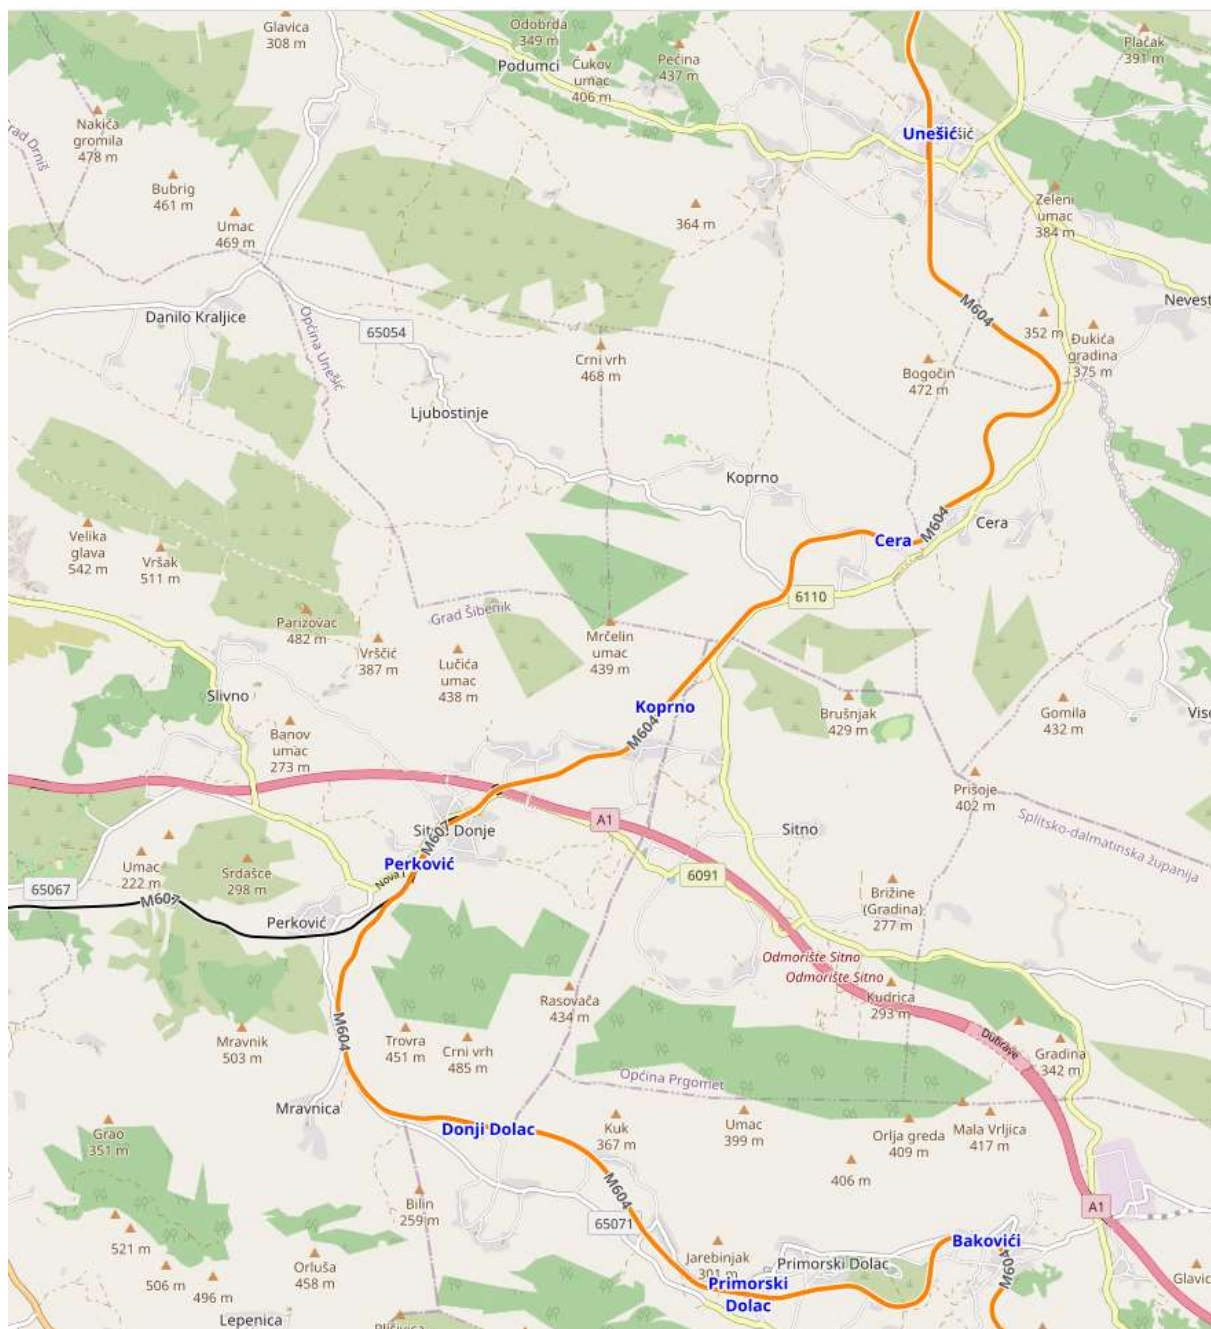 Glavica
308 m
Odobrda
349 m
Podumci
Čukov
umac
406 m
Pećina
437 m
Plačak
391 m
Nakića
gromila
478 m
Unešić
Bubrig
461 m
Umac
469 m
364 m
Zeleni
umac
384 m
Danilo Kraljice
Općina Unešić
65054
M604
352 m
Đukića
gradina
375 m
Crni vrh
468 m
Bogočin
472 m
Ljubostinje
Koprno
Velika
glava
542 m
Vršak
511 m
Cera
M604
Cera
6110
Grad Šibenik
Parizovac
482 m
Vrščić
387 m
Lučića
umac
438 m
Mrčelin
umac
439 m
Slivno
Koprno
M604
Banov
umac
273 m
Brušnjak
429 m
Gomila
432 m
Prisoje
402 m
A1
Sitno
Splitsko-dalmatinska županija
Donje
M607
Perković
Nova
Umac
222 m
Srdašce
298 m
65067
M607
6091
Perković
Brižine
(Gradina)
277 m
Odmorište Sitno
Odmorište Sitno
Rasovača
434 m
Kudrica
293 m
Mravnik
503 m
M604
Trovra
451 m
Crni vrh
485 m
Dubrave
Gradina
342 m
Općina Prgomet
Mravnica
Grao
351 m
Donji Dolac
Kuk
367 m
Umac
399 m
Orlja greda
409 m
Mala Vrljica
417 m
406 m
Bilin
259 m
M604
65071
A1
521 m
506 m
496 m
Orluša
458 m
Jarebinjak
301 m
Primorski Dolac
Bakovići
M604
Primorski
Dolac
Lepenica